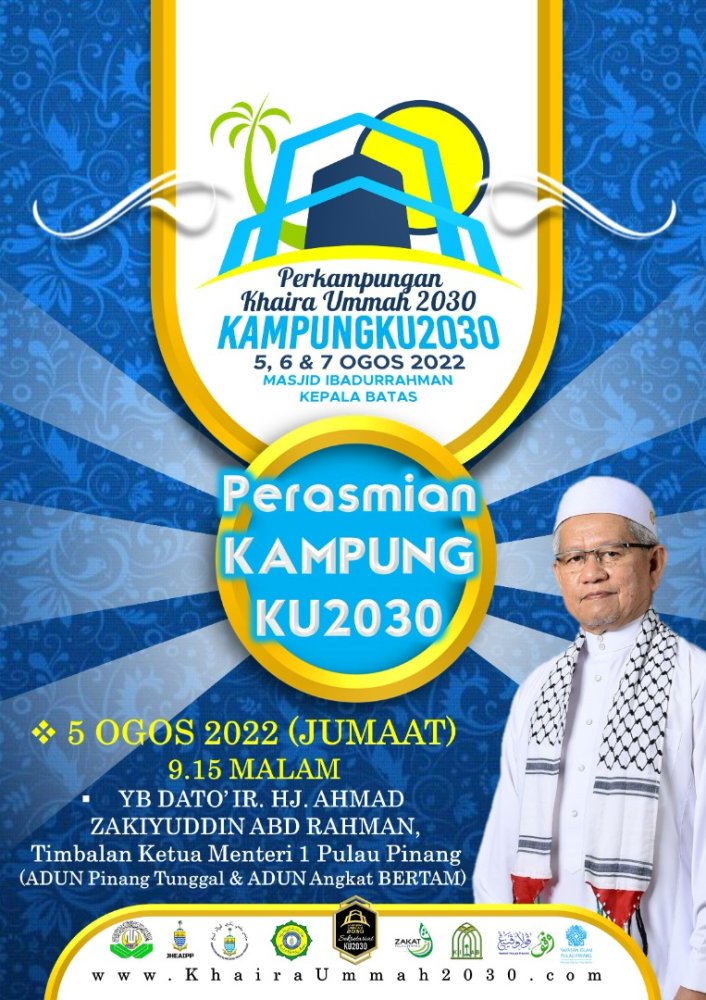 Perkampungan
Khaira Ummah 2030
KAMPUNGKU2030
5, 6 & 7 OGOS 2022
MASJID IBADURRAHMAN
KEPALA BATAS
Perasmian
KAMPUNG
KU2030
❖ 5 OGOS 2022 (JUMAAT)
9.15 MALAM
▪ YB DATO' IR. HJ. AHMAD
ZAKIYUDDIN ABD RAHMAN,
Timbalan Ketua Menteri 1 Pulau Pinang
(ADUN Pinang Tunggal & ADUN Angkat BERTAM)
JHEAIPP
Sekretariat
KU2030
ZAKAT
www.KhairaUmmah2030.com